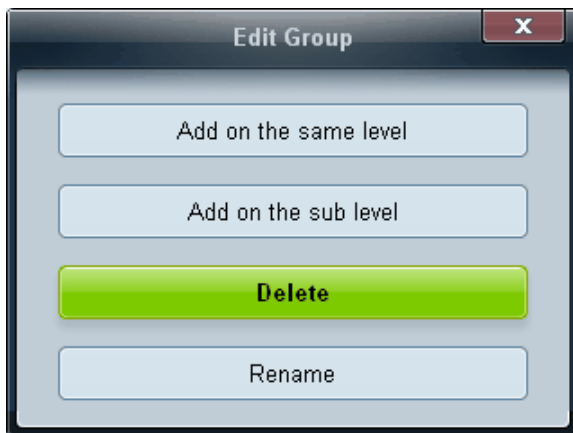 Edit Group
X
Add on the same level
Add on the sub level
Delete
Rename